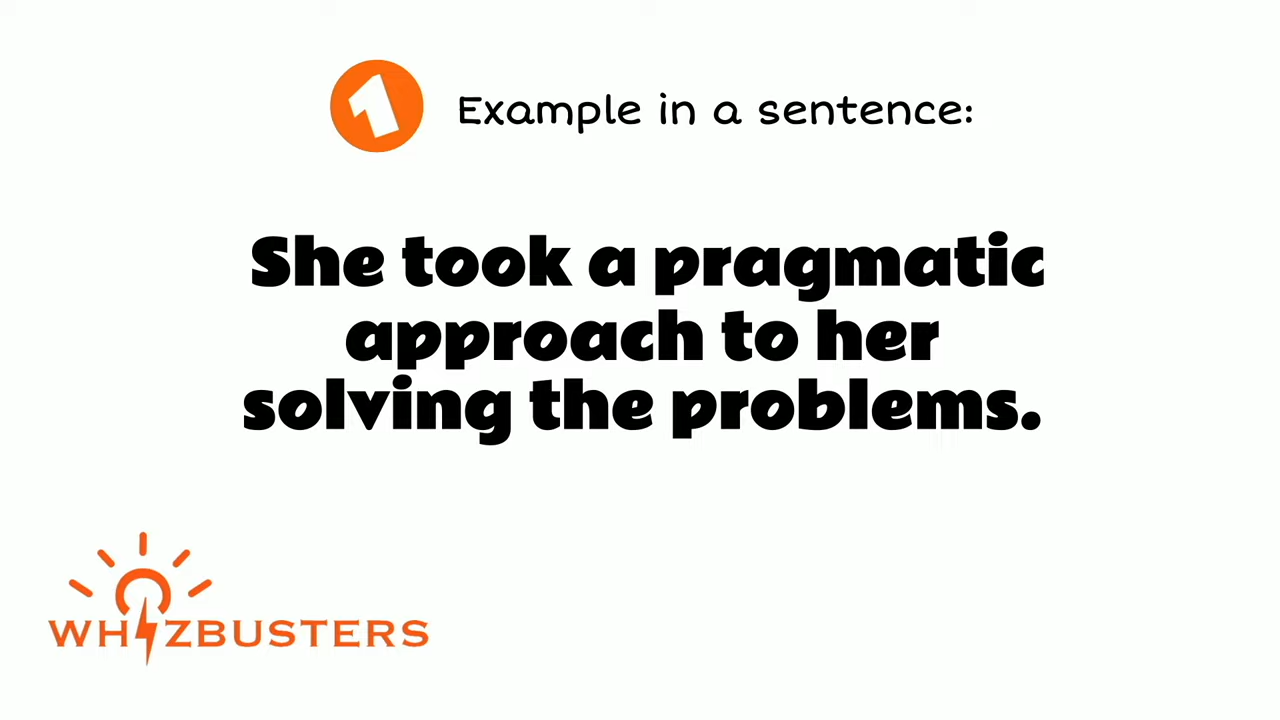 1 Example in a sentence:
She took a pragmatic
approach to her
solving the problems.
WHIZBUSTERS